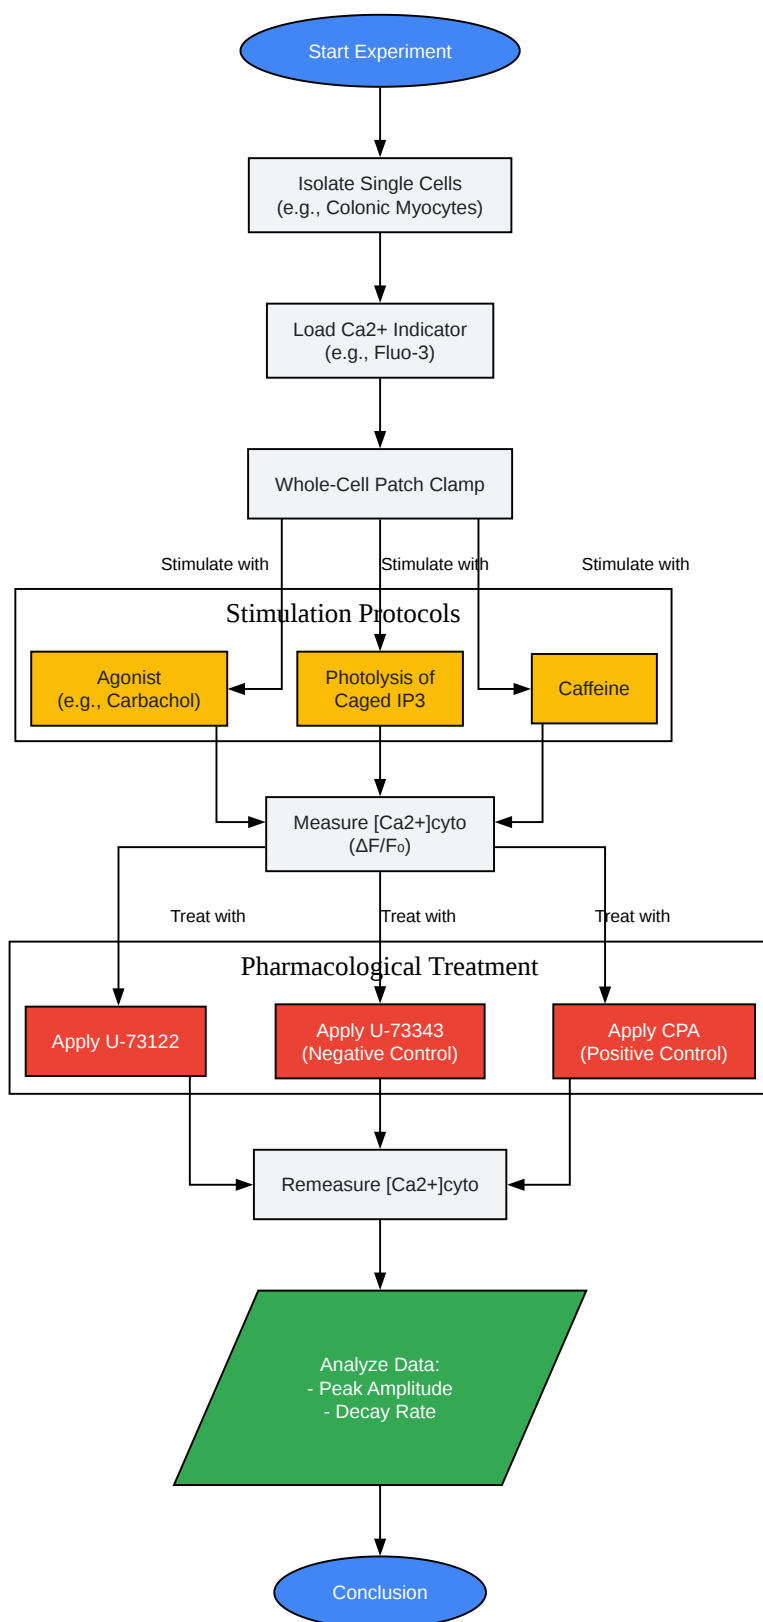 Start Experiment
Isolate Single Cells
(e.g., Colonic Myocytes)
Load Ca2+ Indicator
(e.g., Fluo-3)
Whole-Cell Patch Clamp
Stimulate with
Stimulate with
Stimulate with
Stimulation Protocols
Agonist
(e.g., Carbachol)
Photolysis of
Caged IP3
Caffeine
Measure [Ca2+]cyto
(ΔF/F₀)
Treat with
Treat with
Treat with
Pharmacological Treatment
Apply U-73122
Apply U-73343
(Negative Control)
Apply CPA
(Positive Control)
Remeasure [Ca2+]cyto
Analyze Data:
- Peak Amplitude
- Decay Rate
Conclusion